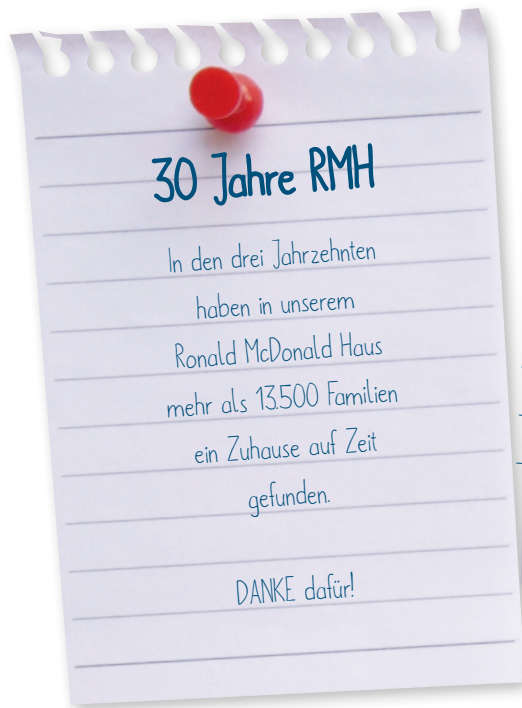 30 Jahre RMH
In den drei Jahrzehnten
haben in unserem
Ronald McDonald Haus
mehr als 13.500 Familien
ein Zuhause auf Zeit
gefunden.
DANKE dafür!